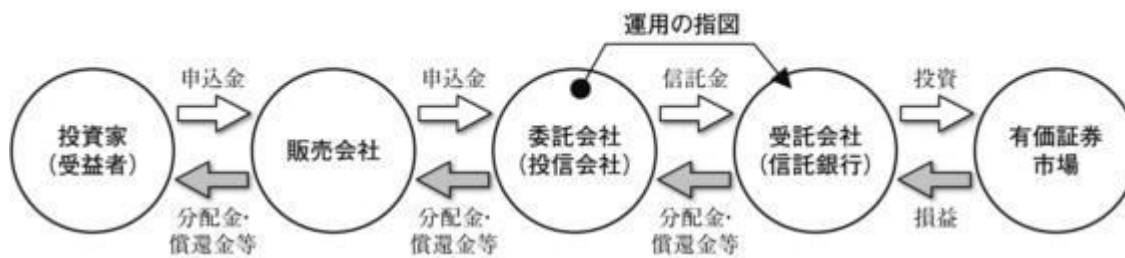 運用の指図
申込金
申込金
信託金
投資
投資家
(受益者)
販売会社
委託会社
(投信会社)
受託会社
(信託銀行)
有価証券
市場
分配金・
償還金等
分配金・
償還金等
分配金・
償還金等
損益